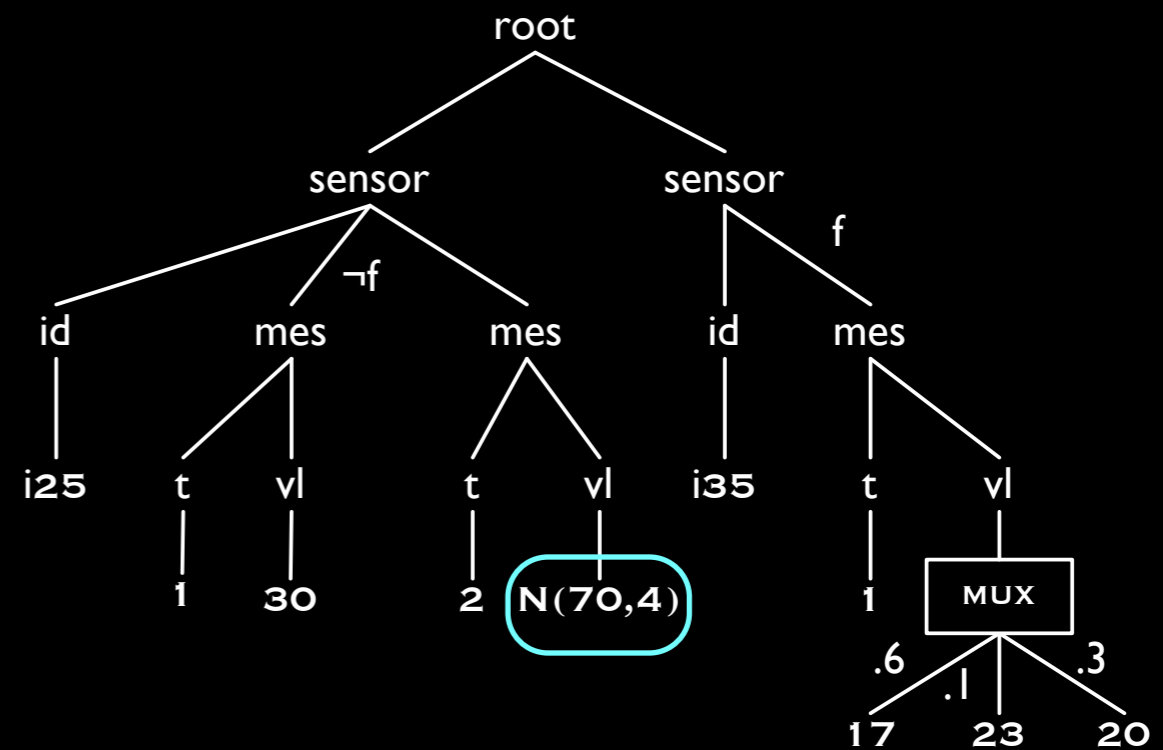 root
sensor sensor
f
¬f
id mes mes id mes
i25 t vl t vl i35 t vl
1 30 2 N(70,4) 1 MUX
.6 .1 .3
17 23 20